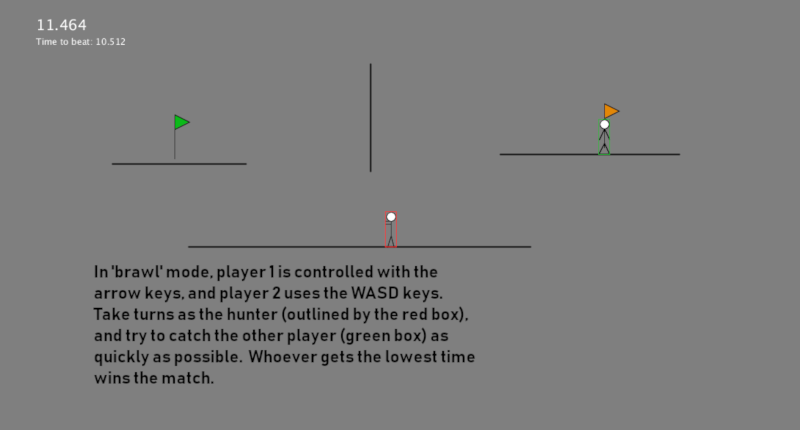 11.464
Time to beat: 10.512
In 'brawl' mode, player 1 is controlled with the
arrow keys, and player 2 uses the WASD keys.
Take turns as the hunter (outlined by the red box),
and try to catch the other player (green box) as
quickly as possible. Whoever gets the lowest time
wins the match.